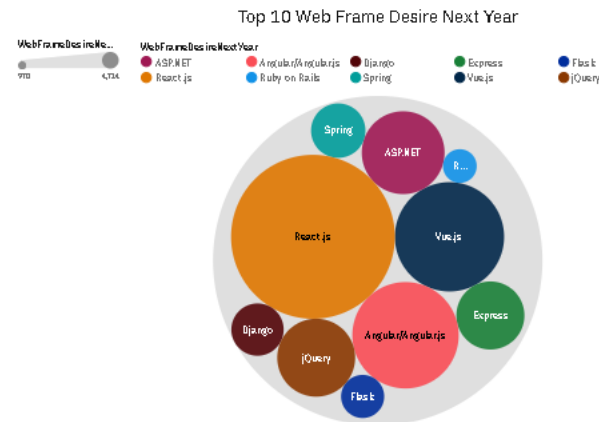 Top 10 Web Frame Desire Next Year
WebFrameDesireNe...
WebFrameDesireNextYear
ASP.NET
Angular/Angular.js
Django
Express
Flask
React.js
Ruby on Rails
Spring
Vue.js
jQuery
Spring
ASP.NET
R...
React.js
Vue.js
Express
Angular/Angular.js
Django
jQuery
Flask